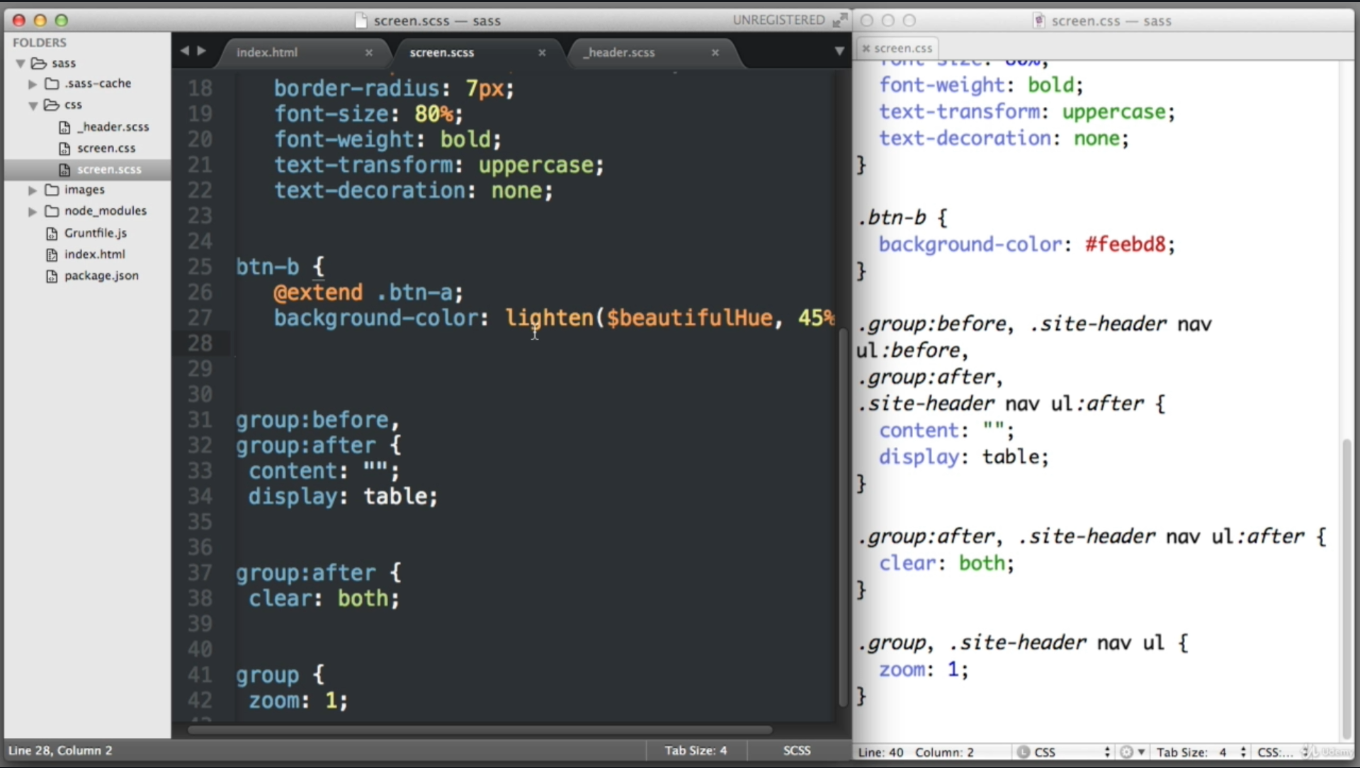 screen.scss — sass
UNREGISTERED
FOLDERS
sass
.sass-cache
css
_header.scss
screen.css
screen.scss
images
node_modules
Gruntfile.js
index.html
package.json
index.html
screen.scss
_header.scss
18 border-radius: 7px;
19 font-size: 80%;
20 font-weight: bold;
21 text-transform: uppercase;
22 text-decoration: none;
23
24
25 btn-b {
26 @extend .btn-a;
27 background-color: lighten($beautifulHue, 45%
28
29
30
31 group:before,
32 group:after {
33 content: "";
34 display: table;
35
36
37 group:after {
38 clear: both;
39
40
41 group {
42 zoom: 1;
Line 28, Column 2
Tab Size: 4
SCSS
screen.css — sass
screen.css
font-size: 80%;
font-weight: bold;
text-transform: uppercase;
text-decoration: none;
}
.btn-b {
background-color: #feebd8;
}
.group:before, .site-header nav
ul:before,
.group:after,
.site-header nav ul:after {
content: "";
display: table;
}
.group:after, .site-header nav ul:after {
clear: both;
}
.group, .site-header nav ul {
zoom: 1;
}
Line: 40 Column: 2
CSS
Tab Size: 4
CSS:...
Udemy